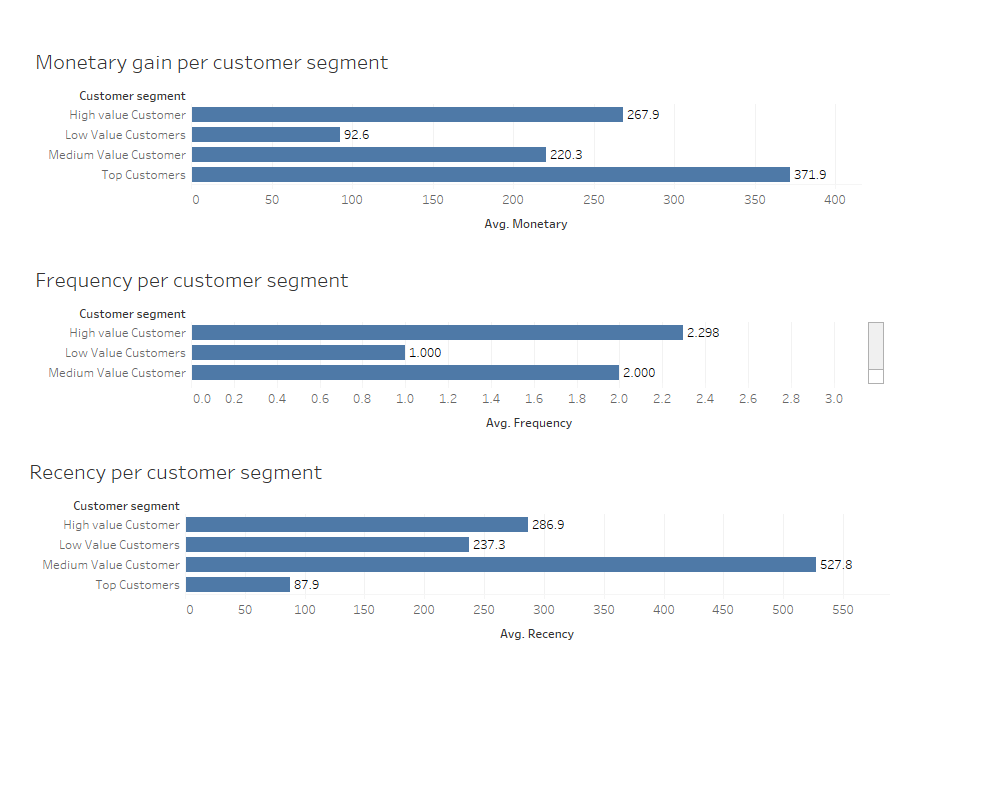 Monetary gain per customer segment
Customer segment
High value Customer 267.9
Low Value Customers 92.6
Medium Value Customer 220.3
Top Customers 371.9
0 50 100 150 200 250 300 350 400
Avg. Monetary
Frequency per customer segment
Customer segment
High value Customer 2.298
Low Value Customers 1.000
Medium Value Customer 2.000
0.0 0.2 0.4 0.6 0.8 1.0 1.2 1.4 1.6 1.8 2.0 2.2 2.4 2.6 2.8 3.0
Avg. Frequency
Recency per customer segment
Customer segment
High value Customer 286.9
Low Value Customers 237.3
Medium Value Customer 527.8
Top Customers 87.9
0 50 100 150 200 250 300 350 400 450 500 550
Avg. Recency